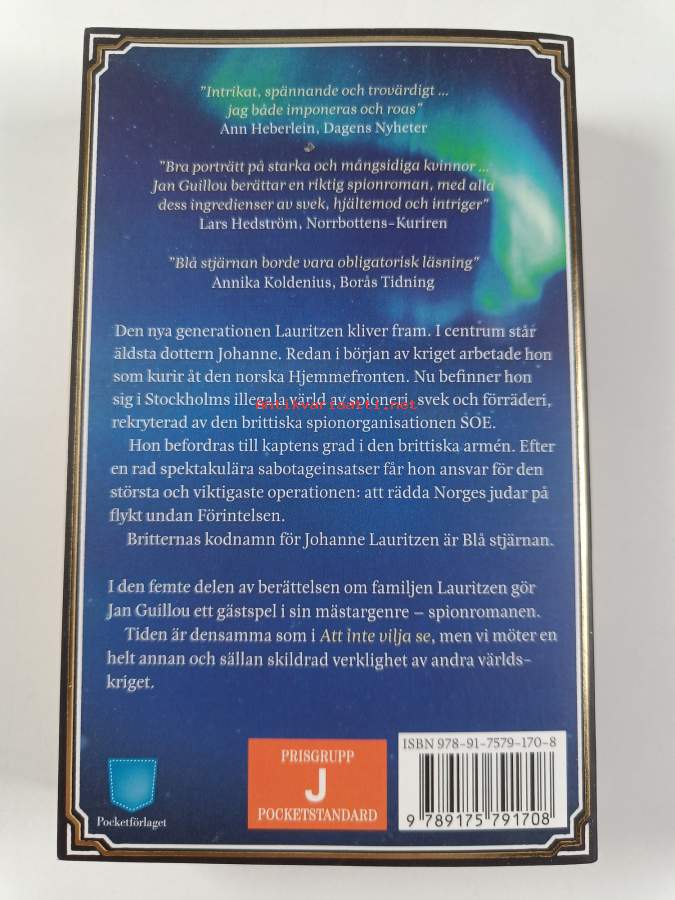 "Intrikat, spännande och trovärdigt ...
jag både imponeras och roas"
Ann Heberlein, Dagens Nyheter
"Bra porträtt på starka och mångsidiga kvinnor ...
Jan Guillou berättar en riktig spionroman, med alla
dess ingredienser av svek, hjältemod och intriger"
Lars Hedström, Norrbottens-Kuriren
"Blå stjärnan borde vara obligatorisk läsning"
Annika Koldenius, Borås Tidning
Den nya generationen Lauritzen kliver fram. I centrum står
äldsta dottern Johanne. Redan i början av kriget arbetade hon
som kurir åt den norska Hjemmefronten. Nu befinner hon
sig i Stockholms illegala värld av spioneri, svek och förräderi,
antikvariaatti.net
rekryterad av den brittiska spionorganisationen SOE.
Hon befordras till kaptens grad i den brittiska armén. Efter
en rad spektakulära sabotageinsatser får hon ansvar för den
största och viktigaste operationen: att rädda Norges judar på
flykt undan Förintelsen.
Britternas kodnamn för Johanne Lauritzen är Blå stjärnan.
I den femte delen av berättelsen om familjen Lauritzen gör
Jan Guillou ett gästspel i sin mästargenre – spionromanen.
Tiden är densamma som i Att inte vilja se, men vi möter en
helt annan och sällan skildrad verklighet av andra världs-
kriget.
Pocketförlaget
PRISGRUPP
J
POCKETSTANDARD
ISBN 978-91-7579-170-8
9 789175 791708